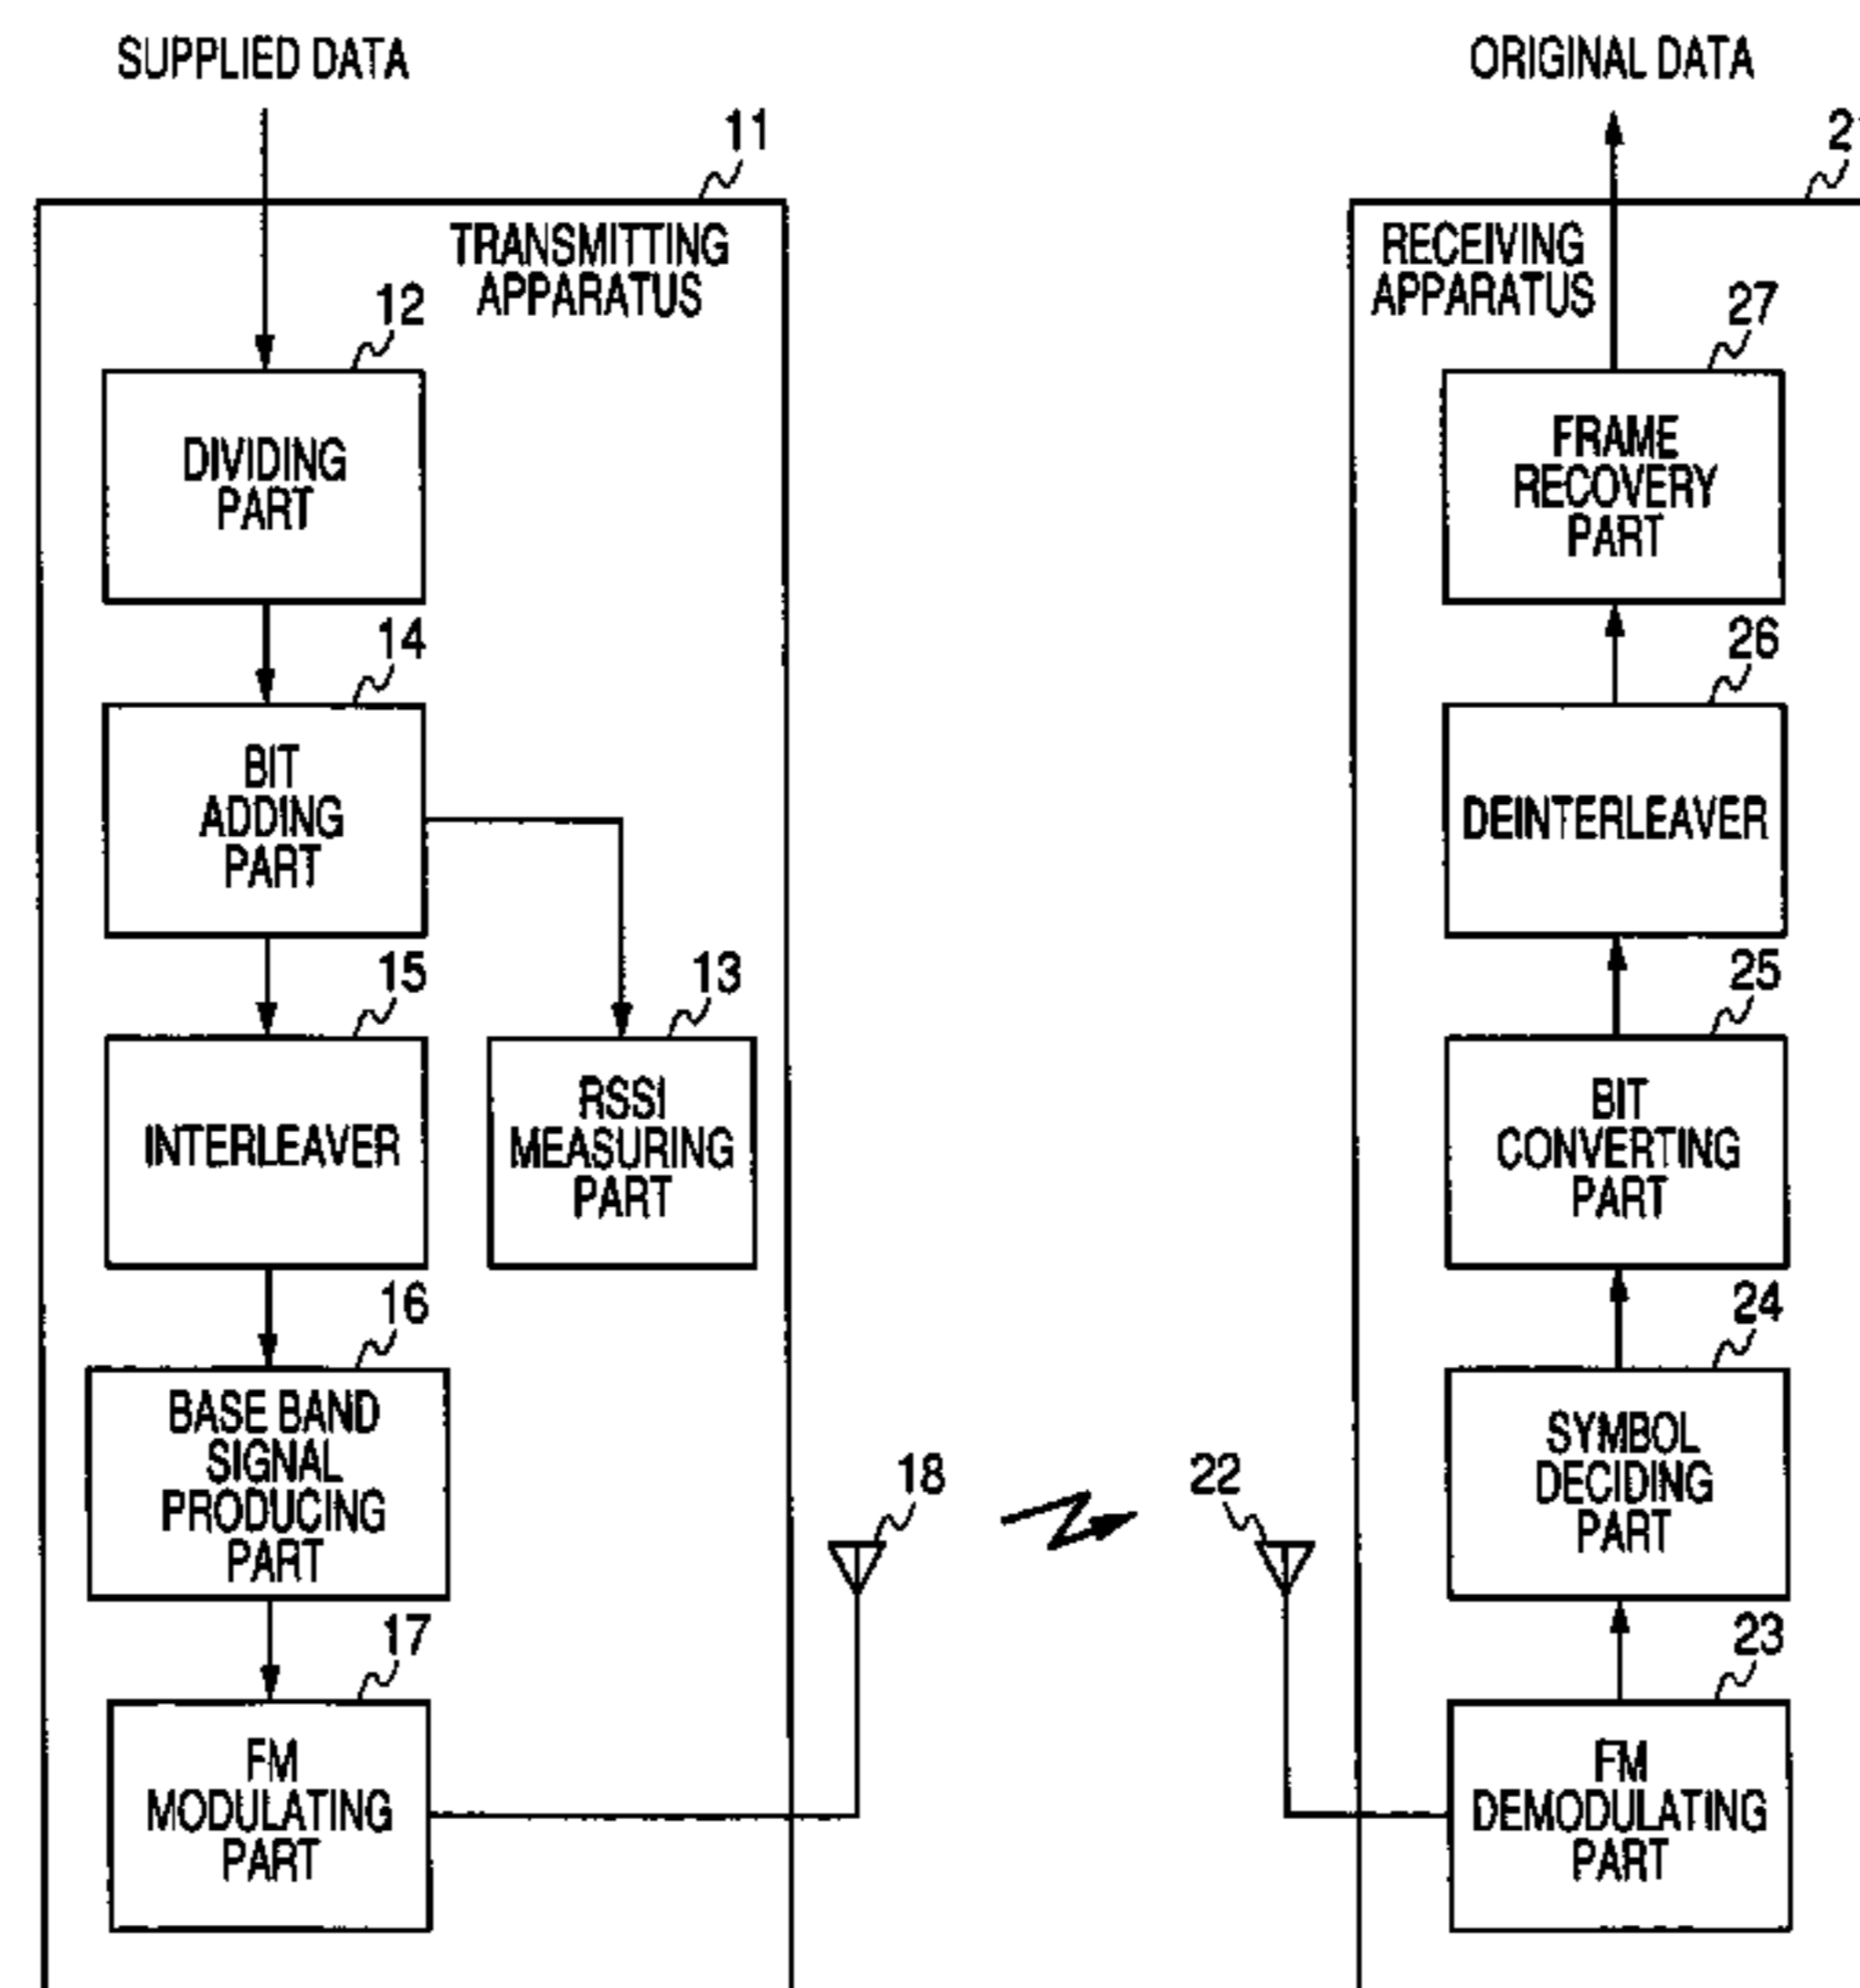 SUPPLIED DATA
11
TRANSMITTING
APPARATUS
12
DIVIDING
PART
14
BIT
ADDING
PART
15
INTERLEAVER
13
RSSI
MEASURING
PART
16
BASE BAND
SIGNAL
PRODUCING
PART
17
FM
MODULATING
PART
18
22
ORIGINAL DATA
RECEIVING
APPARATUS
27
FRAME
RECOVERY
PART
26
DEINTERLEAVER
25
BIT
CONVERTING
PART
24
SYMBOL
DECIDING
PART
23
FM
DEMODULATING
PART